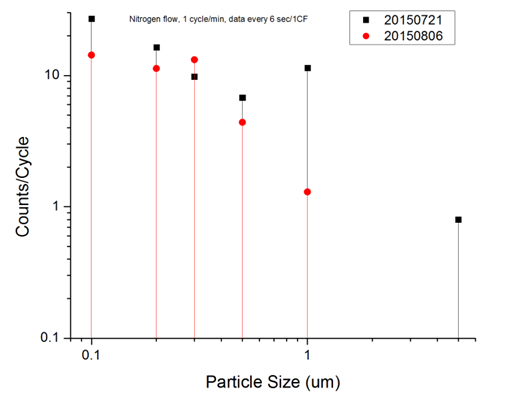 Nitrogen flow, 1 cycle/min, data every 6 sec/1CF
20150721
20150806
10
1
0.1
Counts/Cycle
0.1
1
Particle Size (um)